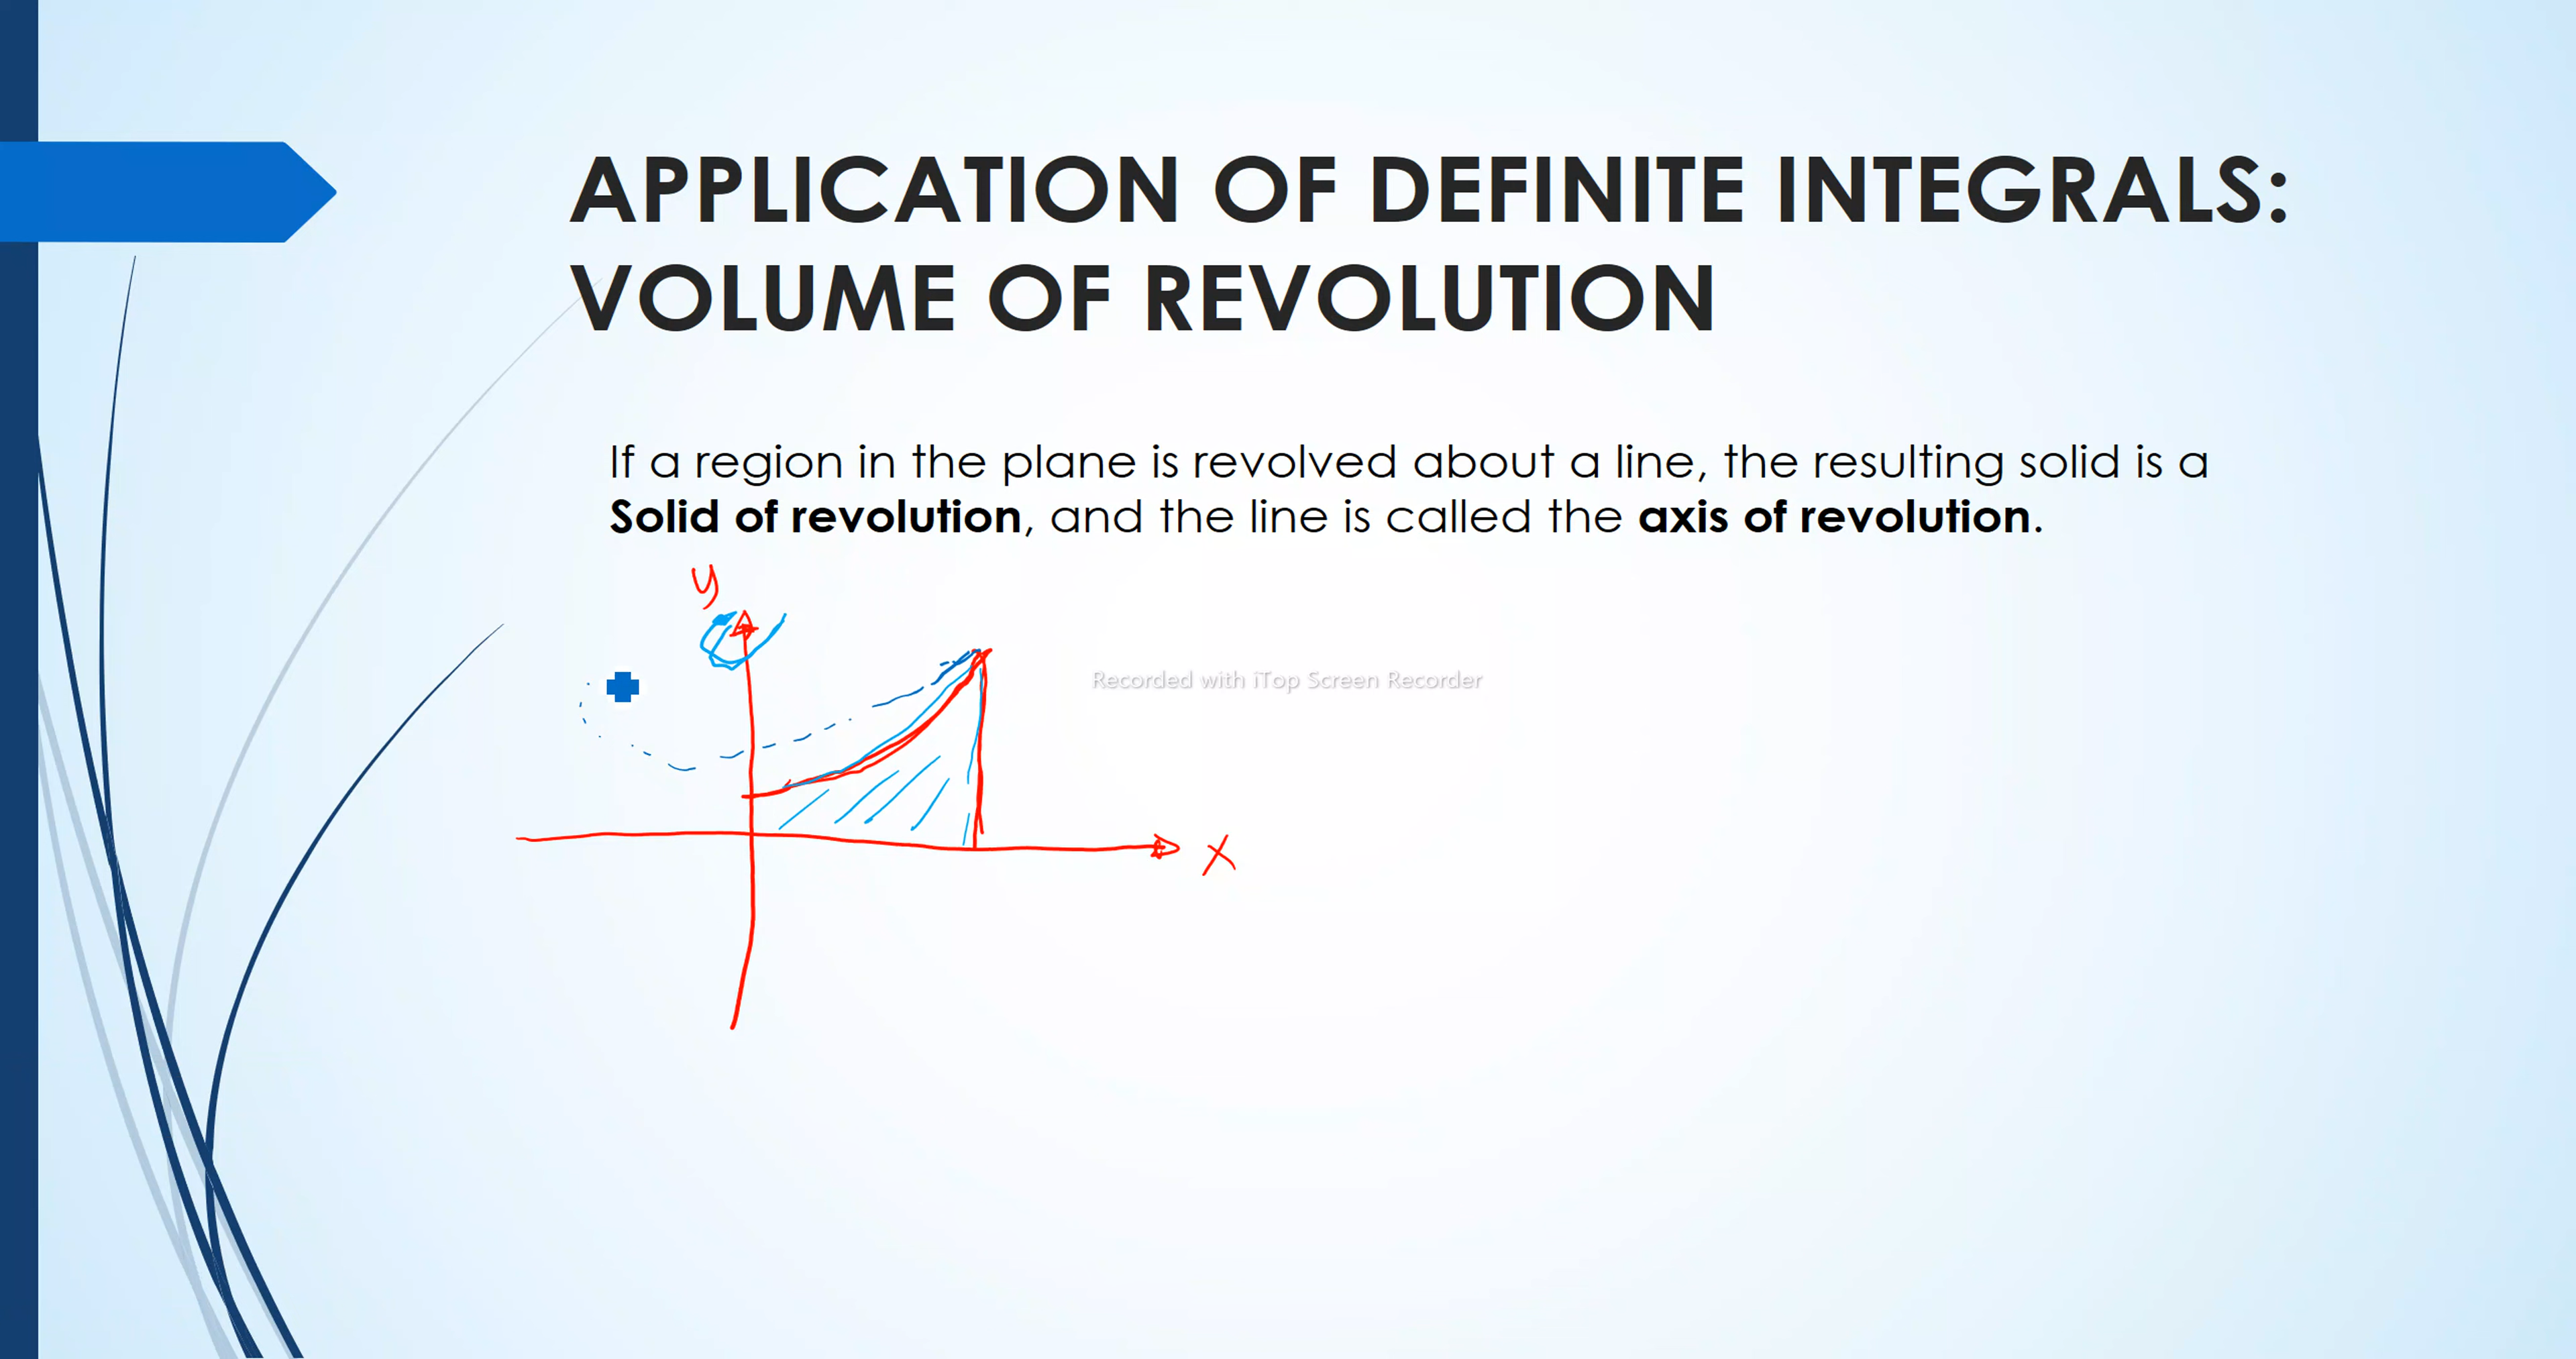 APPLICATION OF DEFINITE INTEGRALS:
VOLUME OF REVOLUTION
If a region in the plane is revolved about a line, the resulting solid is a
Solid of revolution, and the line is called the axis of revolution.
y
Recorded with iTop Screen Recorder
x